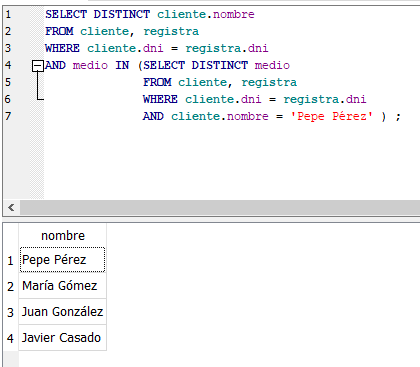 1 SELECT DISTINCT cliente.nombre
2 FROM cliente, registra
3 WHERE cliente.dni = registra.dni
4 AND medio IN (SELECT DISTINCT medio
5 FROM cliente, registra
6 WHERE cliente.dni = registra.dni
7 AND cliente.nombre = 'Pepe Pérez' ) ;
nombre
1 Pepe Pérez
2 María Gómez
3 Juan González
4 Javier Casado